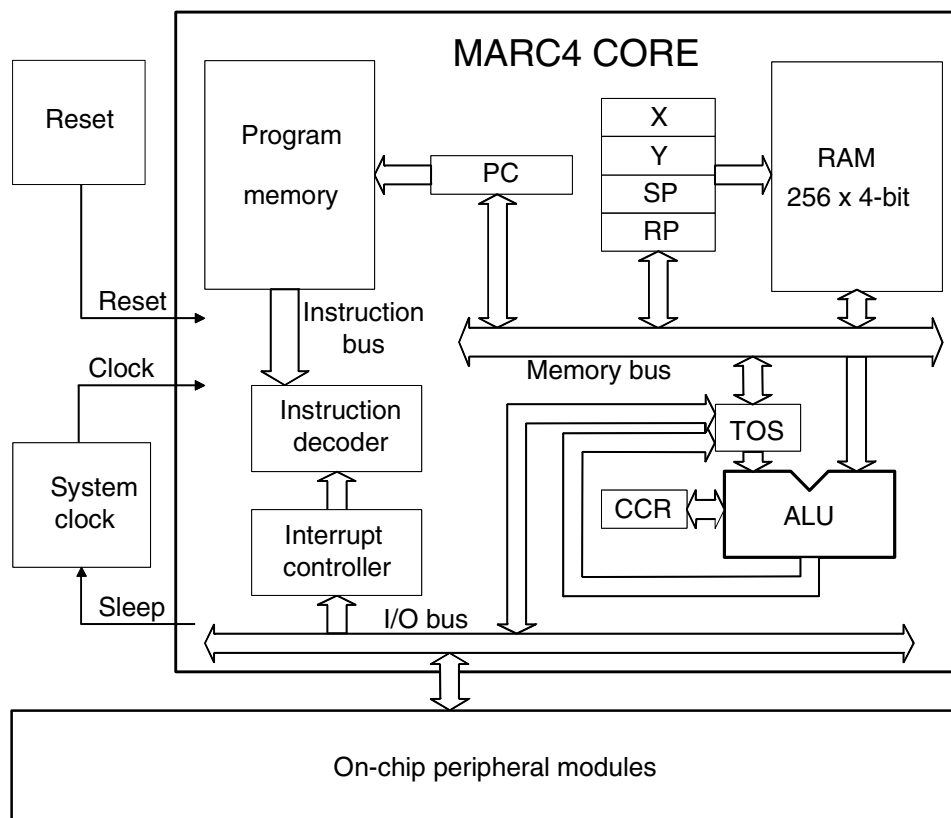 MARC4 CORE
Reset
Program
memory
PC
X
Y
SP
RP
RAM
256 x 4-bit
Reset
Instruction
bus
Clock
Memory bus
Instruction
decoder
TOS
System
clock
CCR
ALU
Interrupt
controller
Sleep
I/O bus
On-chip peripheral modules